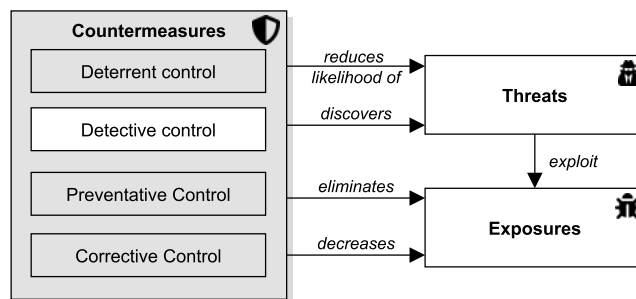 Countermeasures
Deterrent control
Detective control
Preventative Control
Corrective Control
reduces
likelihood of
discovers
eliminates
decreases
Threats
exploit
Exposures